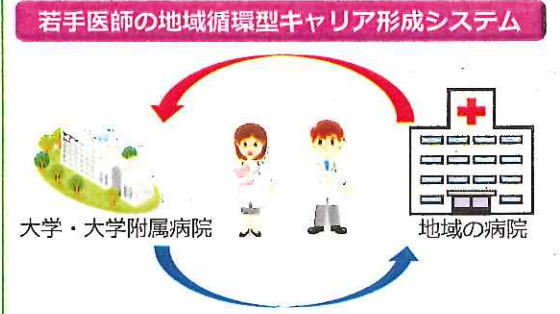 若手医師の地域循環型キャリア形成システム
大学・大学附属病院
地域の病院